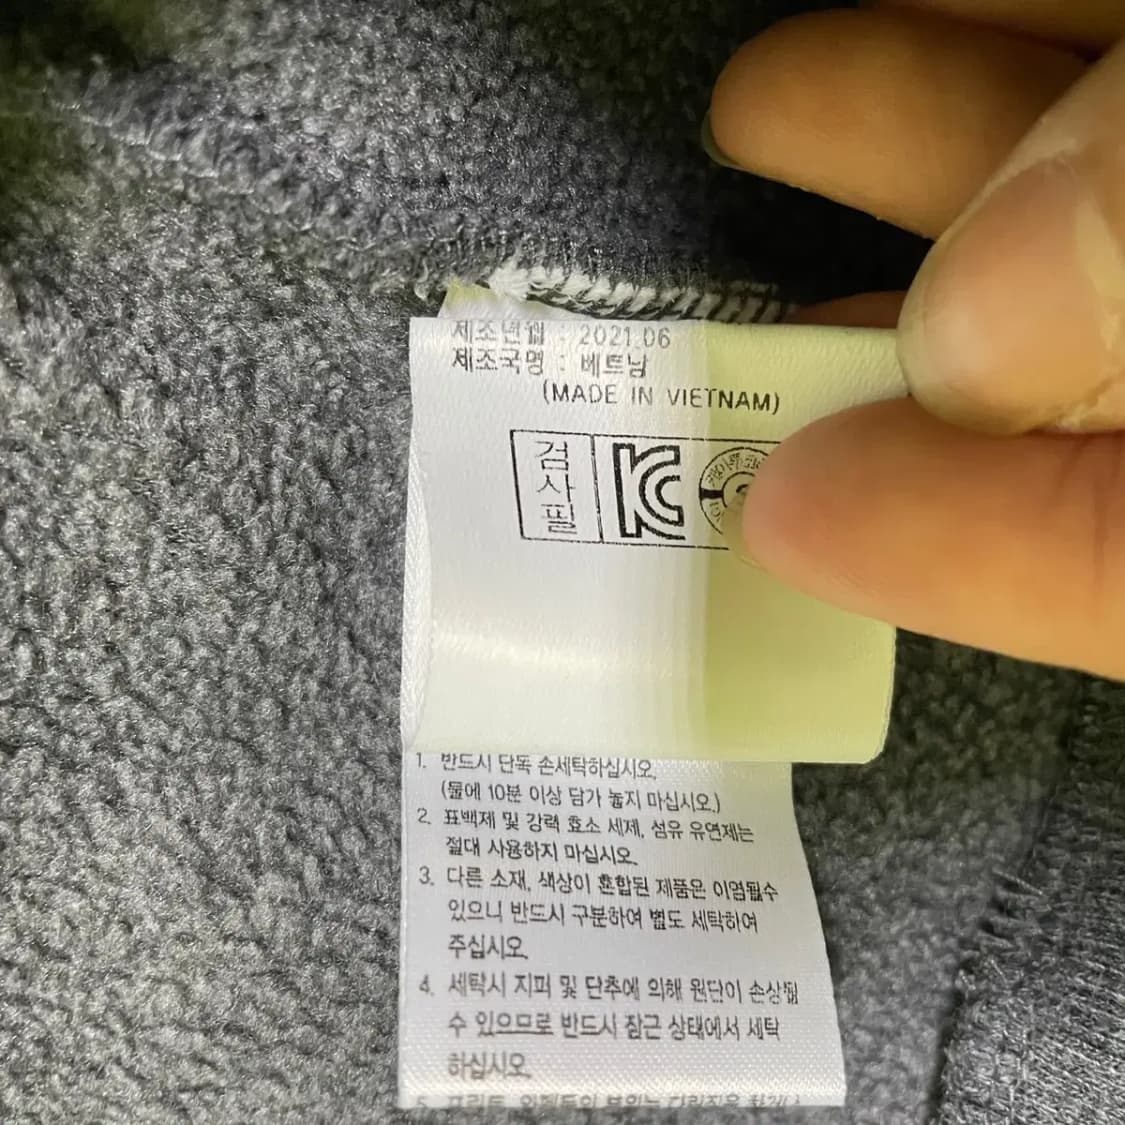 제조년월 : 2021.06
제조국명 : 베트남
(MADE IN VIETNAM)
검
사
필
KC
1. 반드시 단독 손세탁하십시오.
(물에 10분 이상 담가 놓지 마십시오.)
2. 표백제 및 강력 효소 세제, 섬유 유연제는
절대 사용하지 마십시오.
3. 다른 소재, 색상이 혼합된 제품은 이염될수
있으니 반드시 구분하여 별도 세탁하여
주십시오.
4. 세탁시 지퍼 및 단추에 의해 원단이 손상될
수 있으므로 반드시 잠근 상태에서 세탁
하십시오.
5. 프린트,